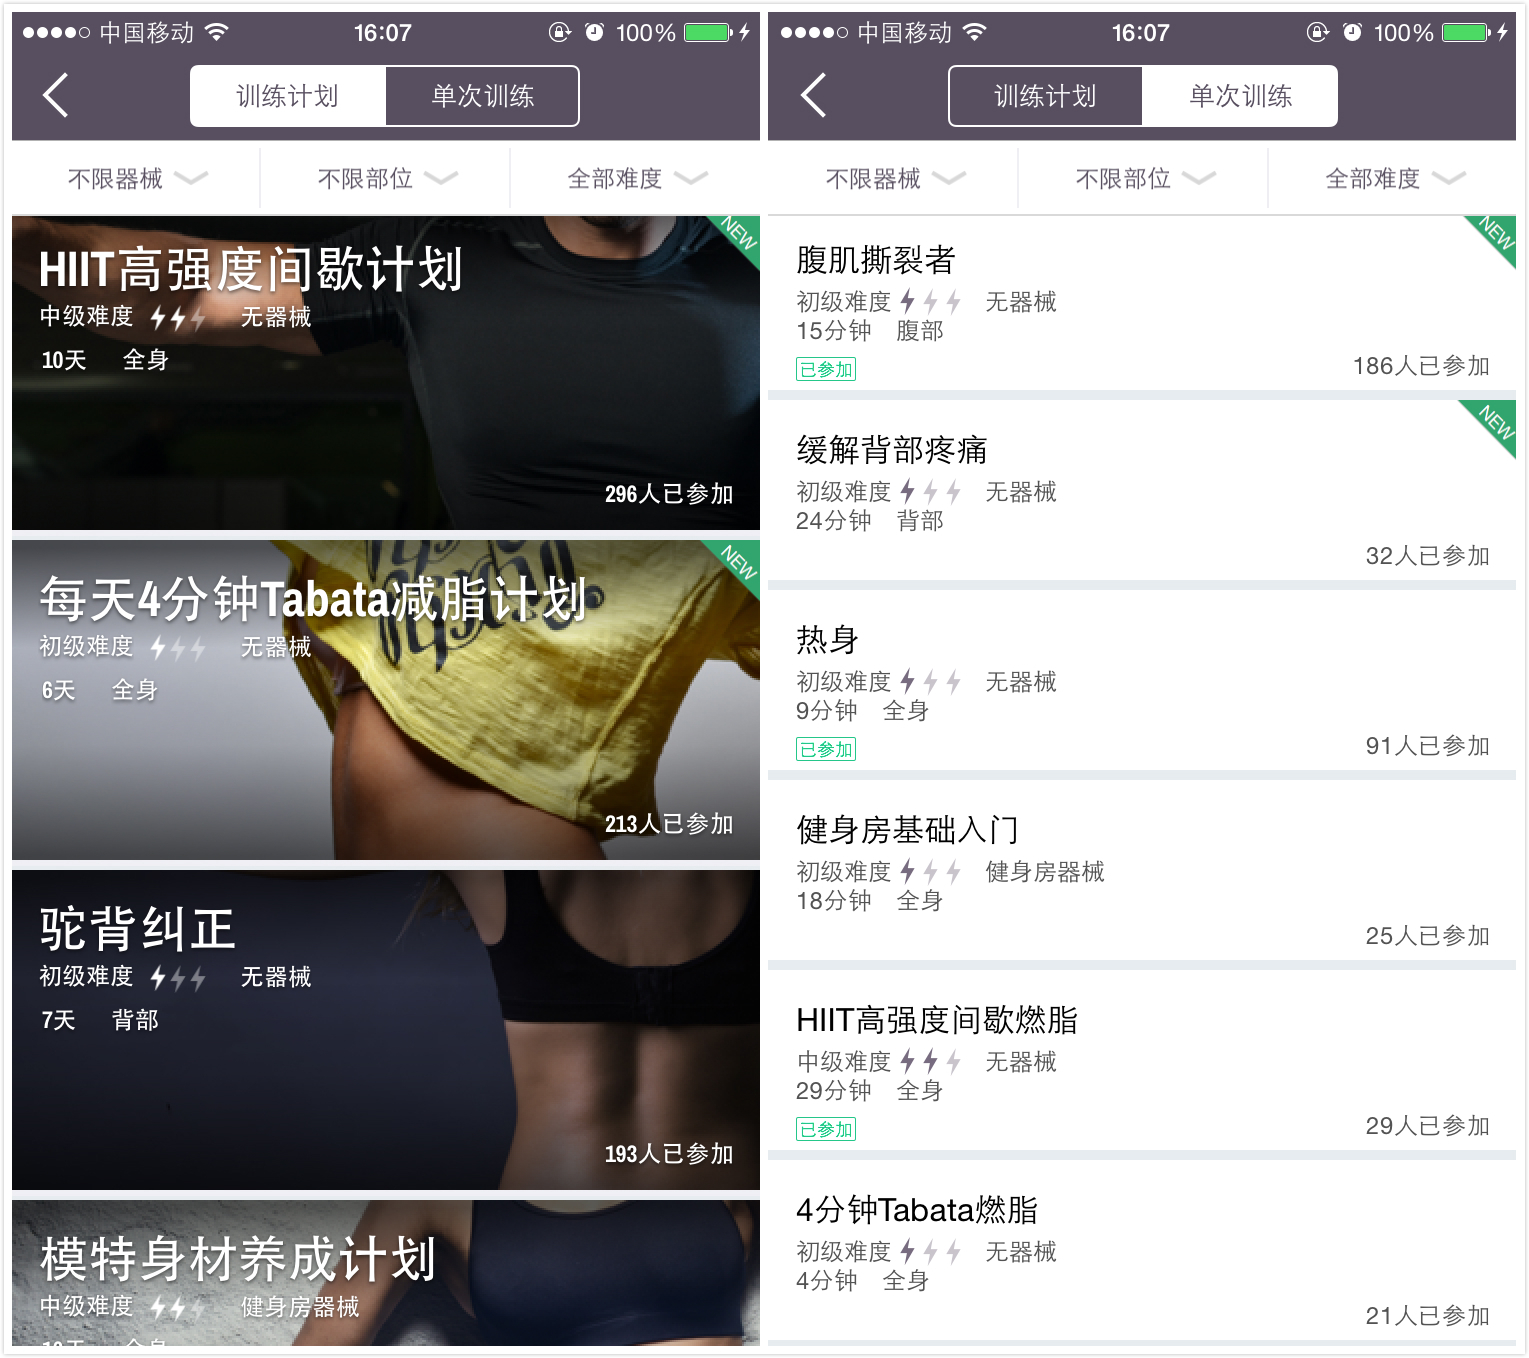 中国移动 16:07 100%
训练计划 单次训练
不限器械 不限部位 全部难度
NEW
HIIT高强度间歇计划
中级难度 无器械
10天 全身
296人已参加
NEW
每天4分钟Tabata减脂计划
初级难度 无器械
6天 全身
213人已参加
驼背纠正
初级难度 无器械
7天 背部
193人已参加
模特身材养成计划
中级难度 健身房器械
中国移动 16:07 100%
训练计划 单次训练
不限器械 不限部位 全部难度
NEW
腹肌撕裂者
初级难度 无器械
15分钟 腹部
已参加 186人已参加
NEW
缓解背部疼痛
初级难度 无器械
24分钟 背部
32人已参加
热身
初级难度 无器械
9分钟 全身
已参加 91人已参加
健身房基础入门
初级难度 健身房器械
18分钟 全身
25人已参加
HIIT高强度间歇燃脂
中级难度 无器械
29分钟 全身
已参加 29人已参加
4分钟Tabata燃脂
初级难度 无器械
4分钟 全身
21人已参加